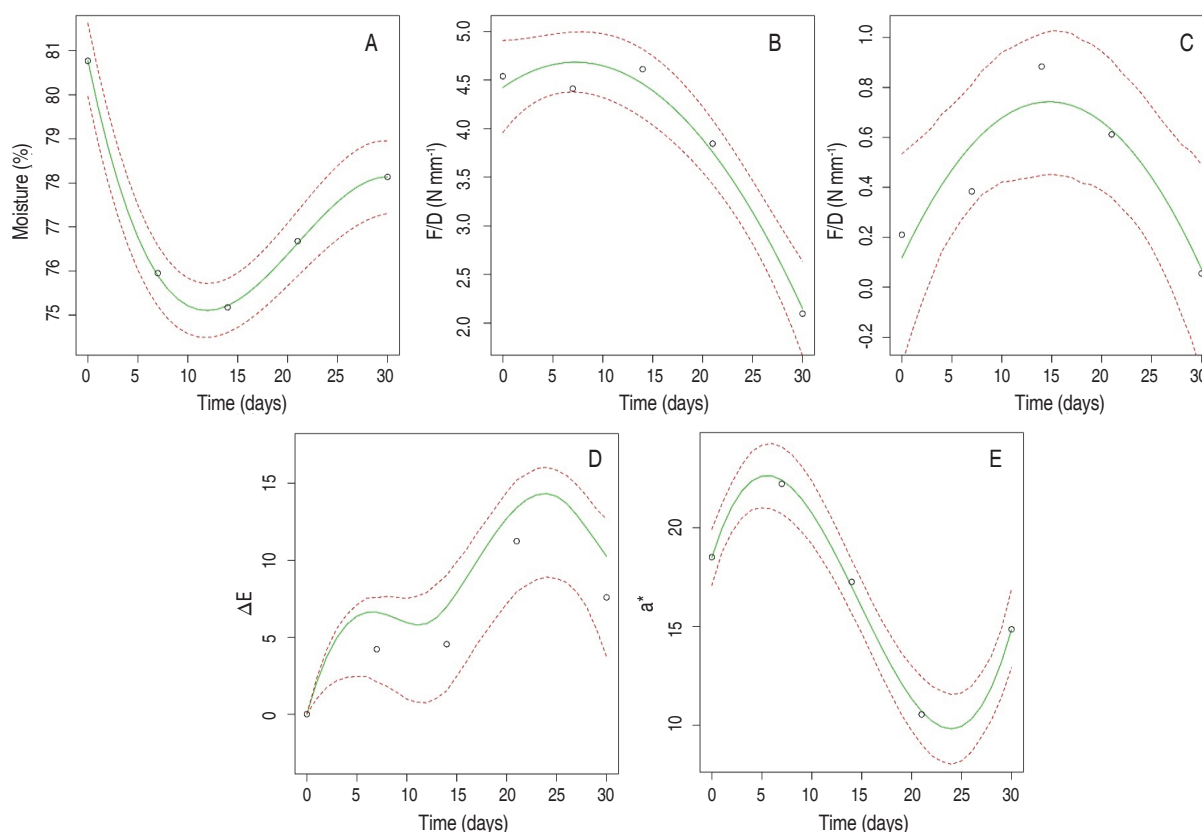 A
Moisture (%)
81
80
79
78
77
76
75
0 5 10 15 20 25 30
Time (days)
B
F/D (N mm⁻¹)
5.0
4.5
4.0
3.5
3.0
2.5
2.0
0 5 10 15 20 25 30
Time (days)
C
F/D (N mm⁻¹)
1.0
0.8
0.6
0.4
0.2
0.0
-0.2
0 5 10 15 20 25 30
Time (days)
D
ΔE
15
10
5
0
0 5 10 15 20 25 30
Time (days)
E
a*
20
15
10
0 5 10 15 20 25 30
Time (days)